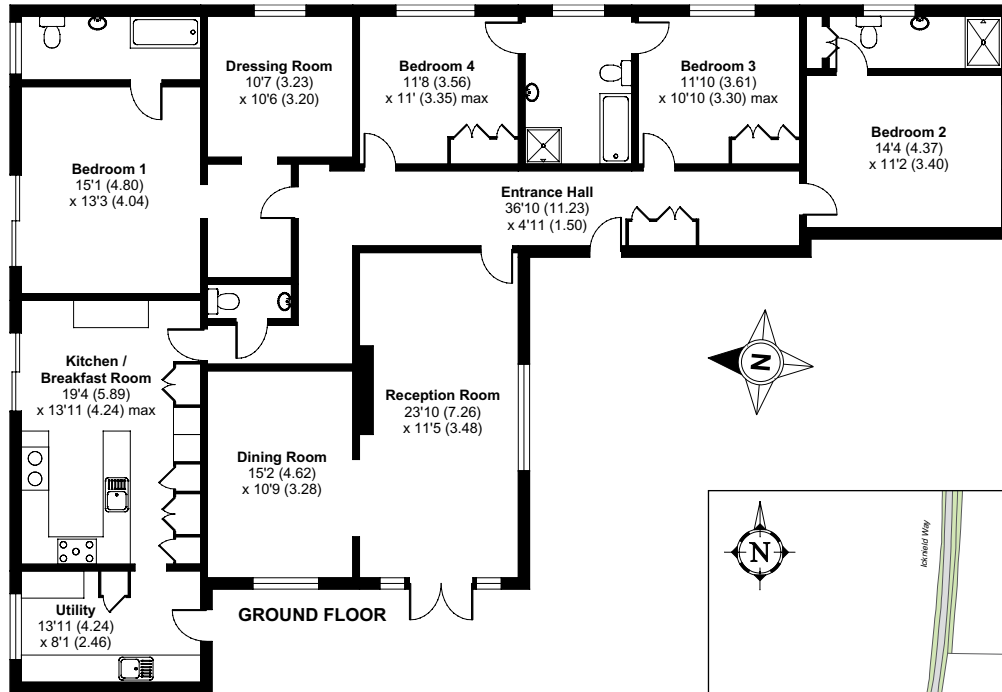 Dressing Room
10'7 (3.23)
x 10'6 (3.20)
Bedroom 4
11'8 (3.56)
x 11' (3.35) max
Bedroom 3
11'10 (3.61)
x 10'10 (3.30) max
Bedroom 2
14'4 (4.37)
x 11'2 (3.40)
Bedroom 1
15'1 (4.80)
x 13'3 (4.04)
Entrance Hall
36'10 (11.23)
x 4'11 (1.50)
Kitchen /
Breakfast Room
19'4 (5.89)
x 13'11 (4.24) max
Reception Room
23'10 (7.26)
x 11'5 (3.48)
Dining Room
15'2 (4.62)
x 10'9 (3.28)
N
Utility
13'11 (4.24)
x 8'1 (2.46)
GROUND FLOOR
N
Icknield Way